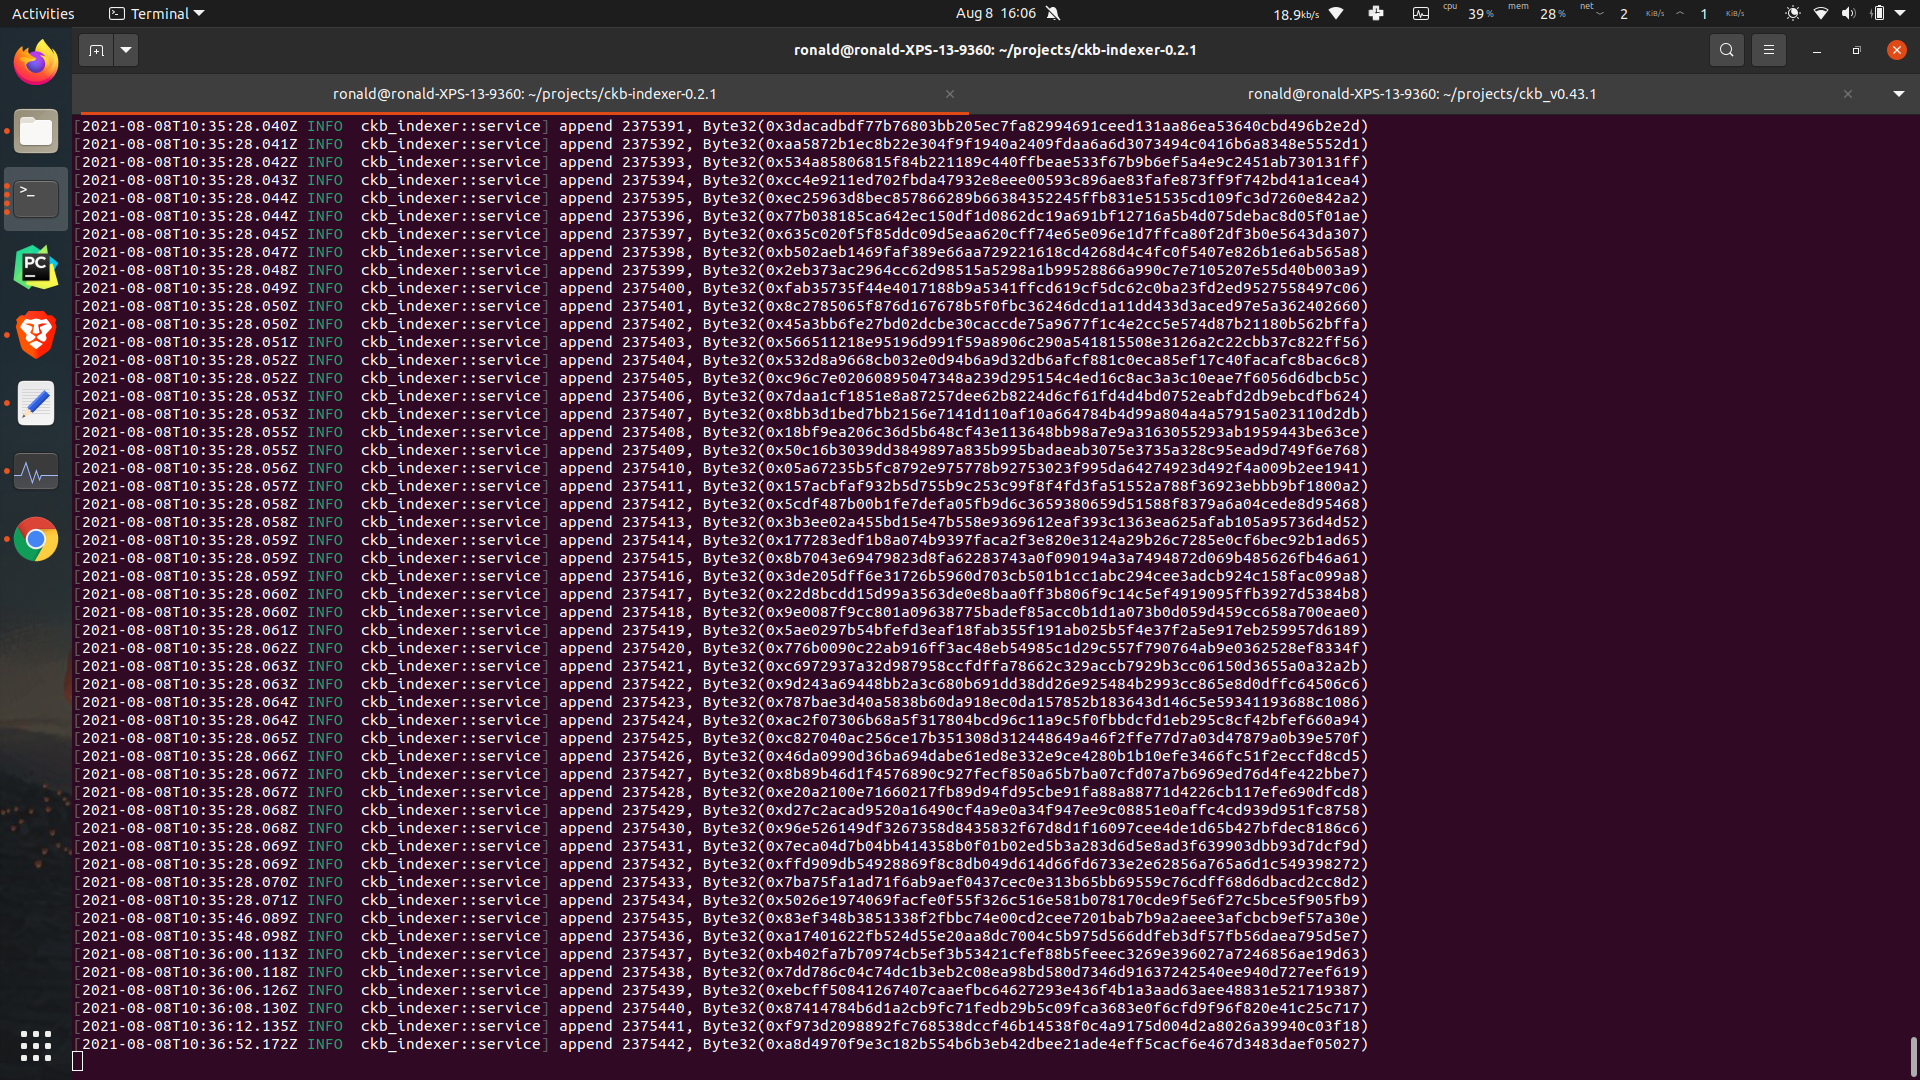 Activities
Terminal
Aug 8 16:06
18.9kb/s
cpu 39 %
mem 28 %
net 2 KiB/s 1 KiB/s
ronald@ronald-XPS-13-9360: ~/projects/ckb-indexer-0.2.1
ronald@ronald-XPS-13-9360: ~/projects/ckb-indexer-0.2.1
ronald@ronald-XPS-13-9360: ~/projects/ckb_v0.43.1
[2021-08-08T10:35:28.040Z INFO  ckb_indexer::service] append 2375391, Byte32(0x3dacadbdf77b76803bb205ec7fa82994691ceed131aa86ea53640cbd496b2e2d)
[2021-08-08T10:35:28.041Z INFO  ckb_indexer::service] append 2375392, Byte32(0xaa5872b1ec8b22e304f9f1940a2409fdaa6a6d3073494c0416b6a8348e5552d1)
[2021-08-08T10:35:28.042Z INFO  ckb_indexer::service] append 2375393, Byte32(0x534a85806815f84b221189c440ffbeae533f67b9b6ef5a4e9c2451ab730131ff)
[2021-08-08T10:35:28.043Z INFO  ckb_indexer::service] append 2375394, Byte32(0xcc4e9211ed702fbda47932e8eee00593c896ae83fafe873ff9f742bd41a1cea4)
[2021-08-08T10:35:28.044Z INFO  ckb_indexer::service] append 2375395, Byte32(0xec25963d8bec857866289b66384352245ffb831e51535cd109fc3d7260e842a2)
[2021-08-08T10:35:28.044Z INFO  ckb_indexer::service] append 2375396, Byte32(0x77b038185ca642ec150df1d0862dc19a691bf12716a5b4d075debac8d05f01ae)
[2021-08-08T10:35:28.045Z INFO  ckb_indexer::service] append 2375397, Byte32(0x635c020f5f85ddc09d5eaa620cff74e65e096e1d7ffca80f2df3b0e5643da307)
[2021-08-08T10:35:28.047Z INFO  ckb_indexer::service] append 2375398, Byte32(0xb502aeb1469faf389e66aa729221618cd4268d4c4fc0f5407e826b1e6ab565a8)
[2021-08-08T10:35:28.048Z INFO  ckb_indexer::service] append 2375399, Byte32(0x2eb373ac2964cc62d98515a5298a1b99528866a990c7e7105207e55d40b003a9)
[2021-08-08T10:35:28.049Z INFO  ckb_indexer::service] append 2375400, Byte32(0xfab35735f44e4017188b9a5341ffcd619cf5dc62c0ba23fd2ed9527558497c06)
[2021-08-08T10:35:28.050Z INFO  ckb_indexer::service] append 2375401, Byte32(0x8c2785065f876d167678b5f0fbc36246dcd1a11dd433d3aced97e5a362402660)
[2021-08-08T10:35:28.050Z INFO  ckb_indexer::service] append 2375402, Byte32(0x45a3bb6fe27bd02dcbe30caccde75a9677f1c4e2cc5e574d87b21180b562bffa)
[2021-08-08T10:35:28.051Z INFO  ckb_indexer::service] append 2375403, Byte32(0x566511218e95196d991f59a8906c290a541815508e3126a2c22cbb37c822ff56)
[2021-08-08T10:35:28.052Z INFO  ckb_indexer::service] append 2375404, Byte32(0x532d8a9668cb032e0d94b6a9d32db6afcf881c0eca85ef17c40facafc8bac6c8)
[2021-08-08T10:35:28.052Z INFO  ckb_indexer::service] append 2375405, Byte32(0xc96c7e02060895047348a239d295154c4ed16c8ac3a3c10eae7f6056d6dbcb5c)
[2021-08-08T10:35:28.053Z INFO  ckb_indexer::service] append 2375406, Byte32(0x7daa1cf1851e8a87257dee62b8224d6cf61fd4d4bd0752eabfd2db9ebcdfb624)
[2021-08-08T10:35:28.053Z INFO  ckb_indexer::service] append 2375407, Byte32(0x8bb3d1bed7bb2156e7141d110af10a664784b4d99a804a4a57915a023110d2db)
[2021-08-08T10:35:28.055Z INFO  ckb_indexer::service] append 2375408, Byte32(0x18bf9ea206c36d5b648cf43e113648bb98a7e9a3163055293ab1959443be63ce)
[2021-08-08T10:35:28.055Z INFO  ckb_indexer::service] append 2375409, Byte32(0x50c16b3039dd3849897a835b995badaeab3075e3735a328c95ead9d749f6e768)
[2021-08-08T10:35:28.056Z INFO  ckb_indexer::service] append 2375410, Byte32(0x05a67235b5fc8792e975778b92753023f995da64274923d492f4a009b2ee1941)
[2021-08-08T10:35:28.057Z INFO  ckb_indexer::service] append 2375411, Byte32(0x157acbfaf932b5d755b9c253c99f8f4fd3fa51552a788f36923ebbb9bf1800a2)
[2021-08-08T10:35:28.058Z INFO  ckb_indexer::service] append 2375412, Byte32(0x5cdf487b00b1fe7defa05fb9d6c3659380659d51588f8379a6a04cede8d95468)
[2021-08-08T10:35:28.058Z INFO  ckb_indexer::service] append 2375413, Byte32(0x3b3ee02a455bd15e47b558e9369612eaf393c1363ea625afab105a95736d4d52)
[2021-08-08T10:35:28.059Z INFO  ckb_indexer::service] append 2375414, Byte32(0x177283edf1b8a074b9397faca2f3e820e3124a29b26c7285e0cf6bec92b1ad65)
[2021-08-08T10:35:28.059Z INFO  ckb_indexer::service] append 2375415, Byte32(0x8b7043e69479823d8fa62283743a0f090194a3a7494872d069b485626fb46a61)
[2021-08-08T10:35:28.059Z INFO  ckb_indexer::service] append 2375416, Byte32(0x3de205dff6e31726b5960d703cb501b1cc1abc294cee3adcb924c158fac099a8)
[2021-08-08T10:35:28.060Z INFO  ckb_indexer::service] append 2375417, Byte32(0x22d8bcdd15d99a3563de0e8baa0ff3b806f9c14c5ef4919095ffb3927d5384b8)
[2021-08-08T10:35:28.060Z INFO  ckb_indexer::service] append 2375418, Byte32(0x9e0087f9cc801a09638775badef85acc0b1d1a073b0d059d459cc658a700eae0)
[2021-08-08T10:35:28.061Z INFO  ckb_indexer::service] append 2375419, Byte32(0x5ae0297b54bfefd3eaf18fab355f191ab025b5f4e37f2a5e917eb259957d6189)
[2021-08-08T10:35:28.062Z INFO  ckb_indexer::service] append 2375420, Byte32(0x776b0090c22ab916ff3ac48eb54985c1d29c557f790764ab9e0362528ef8334f)
[2021-08-08T10:35:28.063Z INFO  ckb_indexer::service] append 2375421, Byte32(0xc6972937a32d987958ccfdffa78662c329accb7929b3cc06150d3655a0a32a2b)
[2021-08-08T10:35:28.063Z INFO  ckb_indexer::service] append 2375422, Byte32(0x9d243a69448bb2a3c680b691dd38dd26e925484b2993cc865e8d0dffc64506c6)
[2021-08-08T10:35:28.064Z INFO  ckb_indexer::service] append 2375423, Byte32(0x787bae3d40a5838b60da918ec0da157852b183643d146c5e59341193688c1086)
[2021-08-08T10:35:28.064Z INFO  ckb_indexer::service] append 2375424, Byte32(0xac2f07306b68a5f317804bcd96c11a9c5f0fbbdcfd1eb295c8cf42bfef660a94)
[2021-08-08T10:35:28.065Z INFO  ckb_indexer::service] append 2375425, Byte32(0xc827040ac256ce17b351308d312448649a46f2ffe77d7a03d47879a0b39e570f)
[2021-08-08T10:35:28.066Z INFO  ckb_indexer::service] append 2375426, Byte32(0x46da0990d36ba694dabe61ed8e332e9ce4280b1b10efe3466fc51f2eccfd8cd5)
[2021-08-08T10:35:28.067Z INFO  ckb_indexer::service] append 2375427, Byte32(0x8b89b46d1f4576890c927fecf850a65b7ba07cfd07a7b6969ed76d4fe422bbe7)
[2021-08-08T10:35:28.067Z INFO  ckb_indexer::service] append 2375428, Byte32(0xe20a2100e71660217fb89d94fd95cbe91fa88a88771d4226cb117efe690dfcd8)
[2021-08-08T10:35:28.068Z INFO  ckb_indexer::service] append 2375429, Byte32(0xd27c2acad9520a16490cf4a9e0a34f947ee9c08851e0affc4cd939d951fc8758)
[2021-08-08T10:35:28.068Z INFO  ckb_indexer::service] append 2375430, Byte32(0x96e526149df3267358d8435832f67d8d1f16097cee4de1d65b427bfdec8186c6)
[2021-08-08T10:35:28.069Z INFO  ckb_indexer::service] append 2375431, Byte32(0x7eca04d7b04bb414358b0f01b02ed5b3a283d6d5e8ad3f639903dbb93d7dcf9d)
[2021-08-08T10:35:28.069Z INFO  ckb_indexer::service] append 2375432, Byte32(0xffd909db54928869f8c8db049d614d66fd6733e2e62856a765a6d1c549398272)
[2021-08-08T10:35:28.070Z INFO  ckb_indexer::service] append 2375433, Byte32(0x7ba75fa1ad71f6ab9aef0437cec0e313b65bb69559c76cdff68d6dbacd2cc8d2)
[2021-08-08T10:35:28.071Z INFO  ckb_indexer::service] append 2375434, Byte32(0x5026e1974069facfe0f55f326c516e581b078170cde9f5e6f27c5bce5f905fb9)
[2021-08-08T10:35:46.089Z INFO  ckb_indexer::service] append 2375435, Byte32(0x83ef348b3851338f2fbbc74e00cd2cee7201bab7b9a2aeee3afcbcb9ef57a30e)
[2021-08-08T10:35:48.098Z INFO  ckb_indexer::service] append 2375436, Byte32(0xa17401622fb524d55e20aa8dc7004c5b975d566ddfeb3df57fb56daea795d5e7)
[2021-08-08T10:36:00.113Z INFO  ckb_indexer::service] append 2375437, Byte32(0xb402fa7b70974cb5ef3b53421cfef88b5feeec3269e396027a7246856ae19d63)
[2021-08-08T10:36:00.118Z INFO  ckb_indexer::service] append 2375438, Byte32(0x7dd786c04c74dc1b3eb2c08ea98bd580d7346d91637242540ee940d727eef619)
[2021-08-08T10:36:06.126Z INFO  ckb_indexer::service] append 2375439, Byte32(0xebcff50841267407caaefbc64627293e436f4b1a3aad63aee48831e521719387)
[2021-08-08T10:36:08.130Z INFO  ckb_indexer::service] append 2375440, Byte32(0x87414784b6d1a2cb9fc71fedb29b5c09fca3683e0f6cfd9f96f820e41c25c717)
[2021-08-08T10:36:12.135Z INFO  ckb_indexer::service] append 2375441, Byte32(0xf973d2098892fc768538dccf46b14538f0c4a9175d004d2a8026a39940c03f18)
[2021-08-08T10:36:52.172Z INFO  ckb_indexer::service] append 2375442, Byte32(0xa8d4970f9e3c182b554b6b3eb42dbee21ade4eff5cacf6e467d3483daef05027)